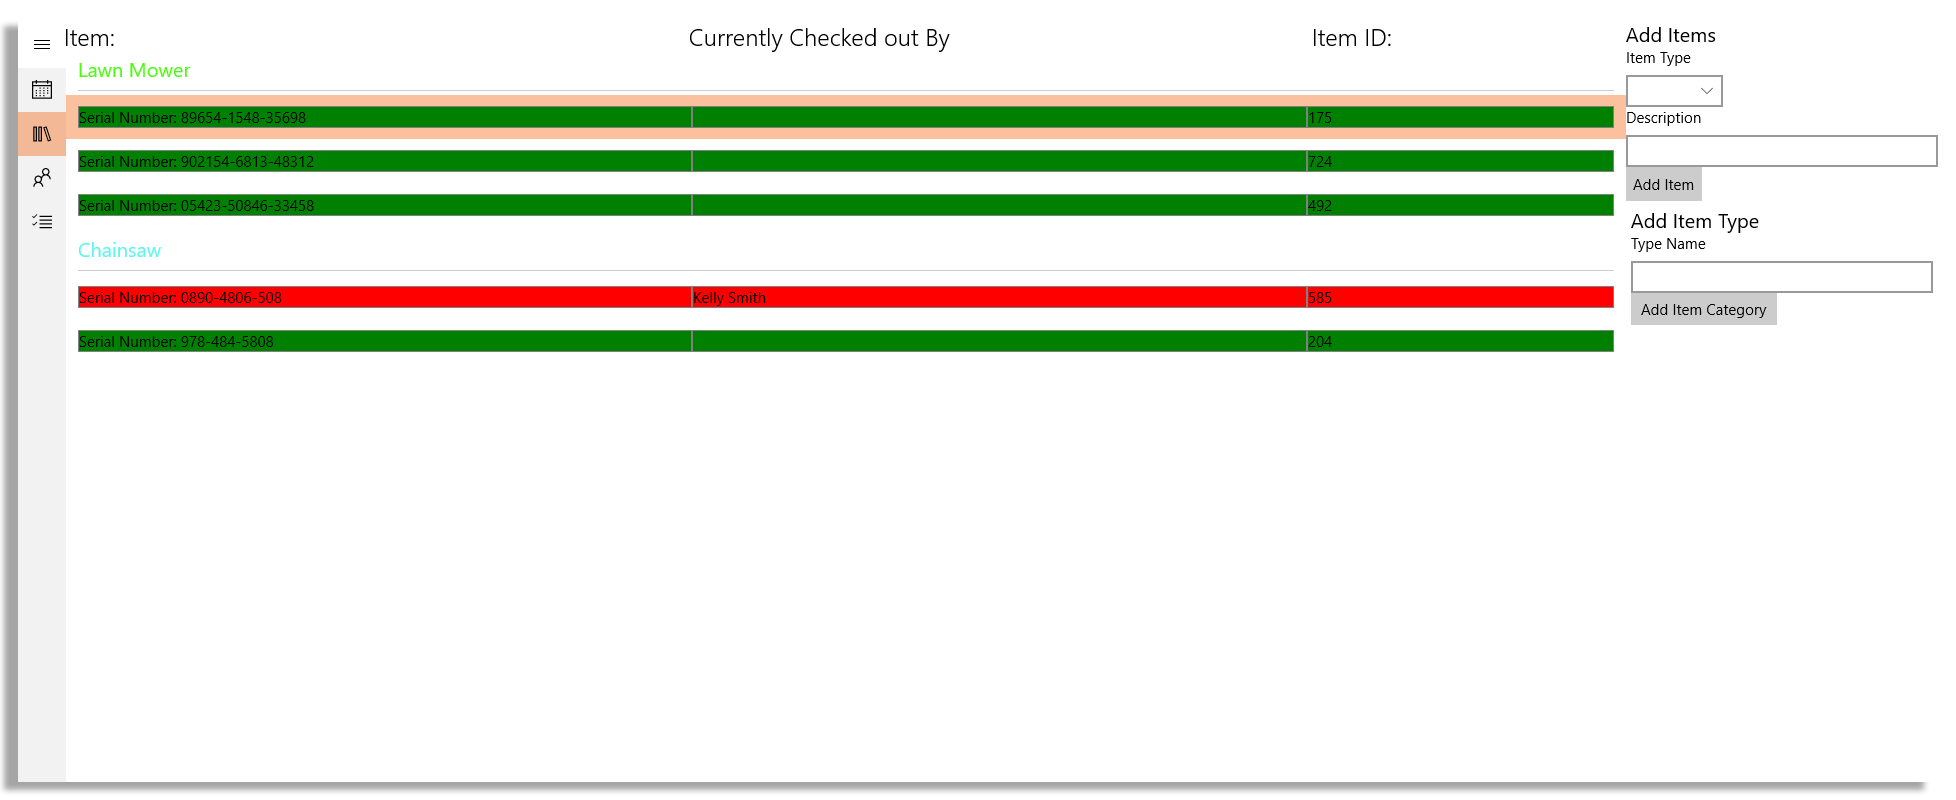 Item: Currently Checked out By Item ID:
Lawn Mower
Serial Number: 89654-1548-35698 175
Serial Number: 902154-6813-48312 724
Serial Number: 05423-50846-33458 492
Chainsaw
Serial Number: 0890-4806-508 Kelly Smith 585
Serial Number: 978-484-5808 204
Add Items
Item Type
Description
Add Item
Add Item Type
Type Name
Add Item Category